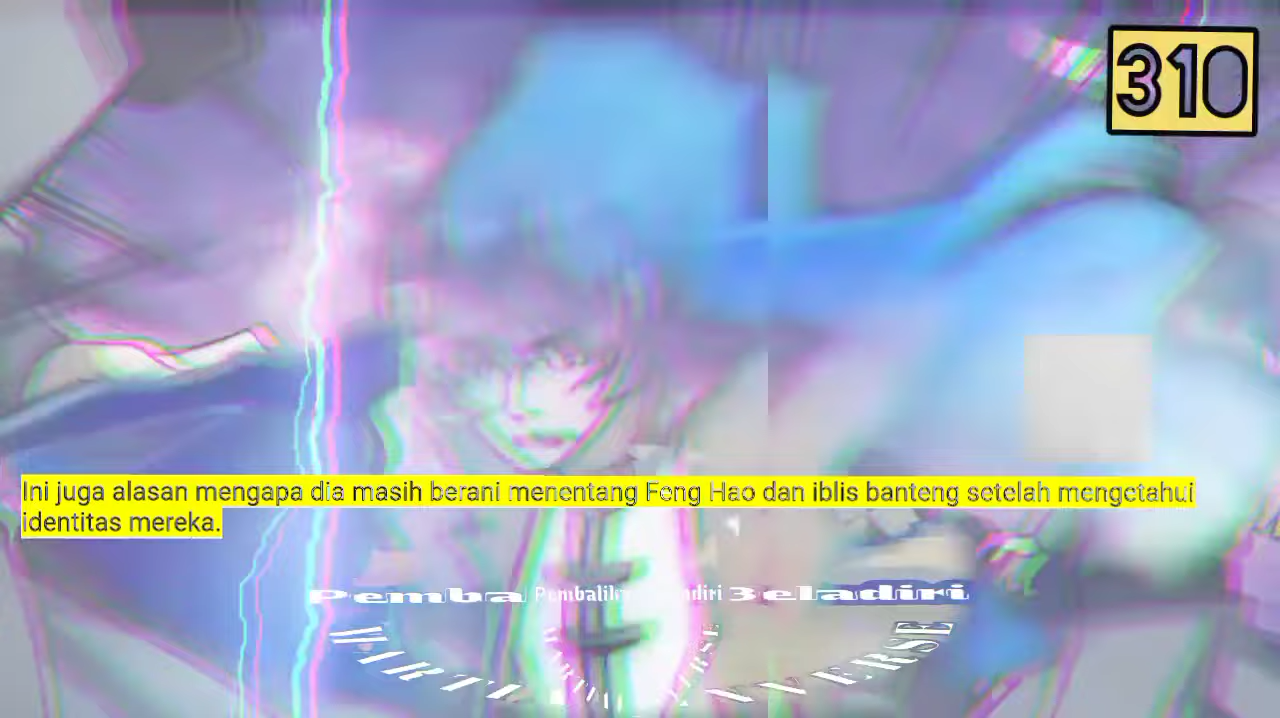 310
Ini juga alasan mengapa dia masih berani menentang Feng Hao dan iblis banteng setelah mengetahui
identitas mereka.